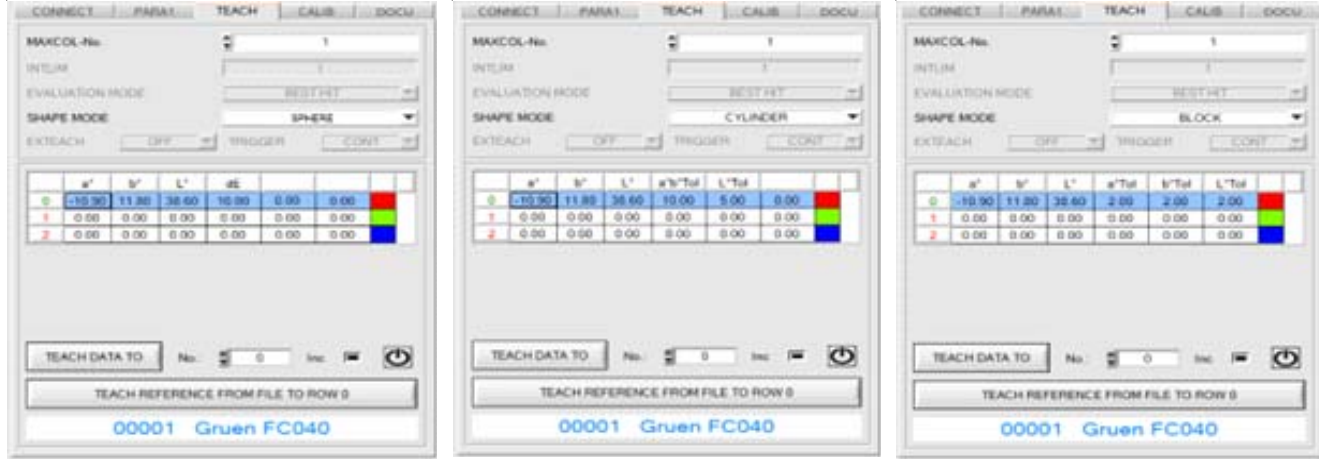 CONNECT PARA1 TEACH CALIB DOCU
MAXCOL-No. 1
INTLIM 1
EVALUATION MODE BEST HIT
SHAPE MODE SPHERE
EXTEACH OFF TRIGGER CONT
a* b* L* dE
0 -10.90 11.80 38.60 10.00 0.00 0.00
1 0.00 0.00 0.00 0.00 0.00 0.00
2 0.00 0.00 0.00 0.00 0.00 0.00
TEACH DATA TO No.: 0 Inc
TEACH REFERENCE FROM FILE TO ROW 0
00001 Gruen FC040
CONNECT PARA1 TEACH CALIB DOCU
MAXCOL-No. 1
INTLIM 1
EVALUATION MODE BEST HIT
SHAPE MODE CYLINDER
EXTEACH OFF TRIGGER CONT
a* b* L* a*b*Tol L*Tol
0 -10.90 11.80 38.60 10.00 5.00 0.00
1 0.00 0.00 0.00 0.00 0.00 0.00
2 0.00 0.00 0.00 0.00 0.00 0.00
TEACH DATA TO No.: 0 Inc
TEACH REFERENCE FROM FILE TO ROW 0
00001 Gruen FC040
CONNECT PARA1 TEACH CALIB DOCU
MAXCOL-No. 1
INTLIM 1
EVALUATION MODE BEST HIT
SHAPE MODE BLOCK
EXTEACH OFF TRIGGER CONT
a* b* L* a*Tol b*Tol L*Tol
0 -10.90 11.80 38.60 2.00 2.00 2.00
1 0.00 0.00 0.00 0.00 0.00 0.00
2 0.00 0.00 0.00 0.00 0.00 0.00
TEACH DATA TO No.: 0 Inc
TEACH REFERENCE FROM FILE TO ROW 0
00001 Gruen FC040